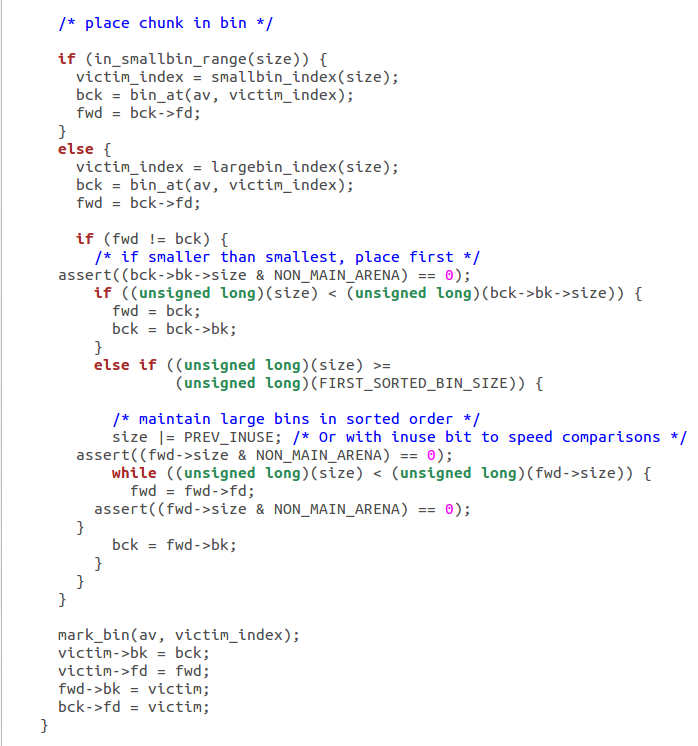 /* place chunk in bin */
if (in_smallbin_range(size)) {
victim_index = smallbin_index(size);
bck = bin_at(av, victim_index);
fwd = bck->fd;
}
else {
victim_index = largebin_index(size);
bck = bin_at(av, victim_index);
fwd = bck->fd;
if (fwd != bck) {
/* if smaller than smallest, place first */
assert((bck->bk->size & NON_MAIN_ARENA) == 0);
if ((unsigned long)(size) < (unsigned long)(bck->bk->size)) {
fwd = bck;
bck = bck->bk;
}
else if ((unsigned long)(size) >=
(unsigned long)(FIRST_SORTED_BIN_SIZE)) {
/* maintain large bins in sorted order */
size |= PREV_INUSE; /* Or with inuse bit to speed comparisons */
assert((fwd->size & NON_MAIN_ARENA) == 0);
while ((unsigned long)(size) < (unsigned long)(fwd->size)) {
fwd = fwd->fd;
assert((fwd->size & NON_MAIN_ARENA) == 0);
}
bck = fwd->bk;
}
}
}
mark_bin(av, victim_index);
victim->bk = bck;
victim->fd = fwd;
fwd->bk = victim;
bck->fd = victim;
}